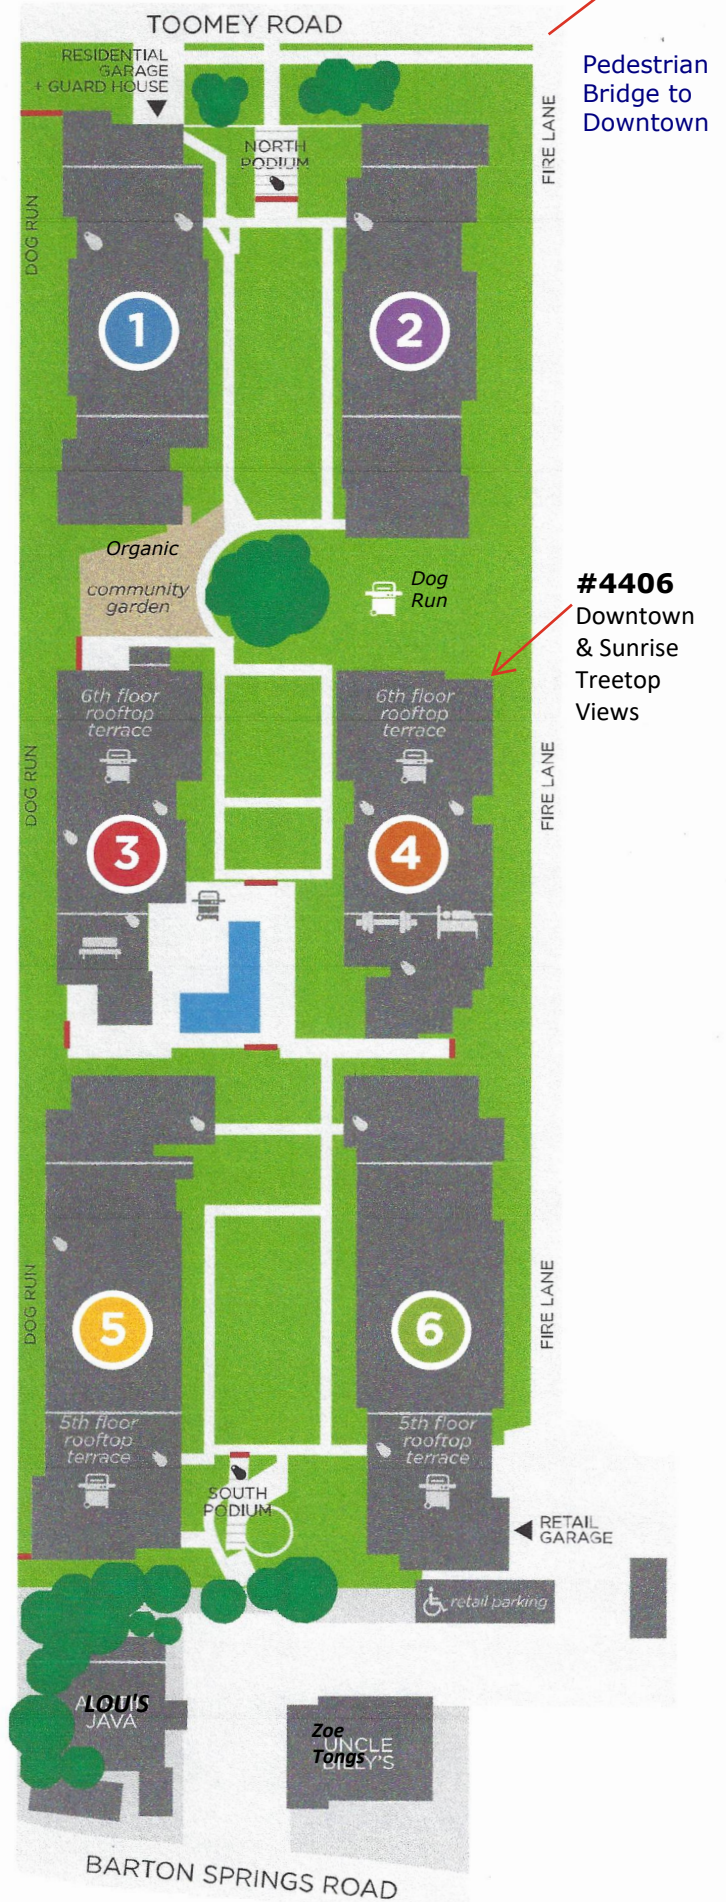 TOOMEY ROAD
RESIDENTIAL
GARAGE
+ GUARD HOUSE
Pedestrian
Bridge to
Downtown
NORTH
PODIUM
FIRE LANE
DOG RUN
1
2
Organic
community
garden
Dog
Run
#4406
Downtown
& Sunrise
Treetop
Views
6th floor
rooftop
terrace
6th floor
rooftop
terrace
DOG RUN
FIRE LANE
3
4
DOG RUN
FIRE LANE
5
6
5th floor
rooftop
terrace
5th floor
rooftop
terrace
SOUTH
PODIUM
RETAIL
GARAGE
retail parking
LOU'S
JAVA
Zoe
Tongs
UNCLE
BILLY'S
BARTON SPRINGS ROAD